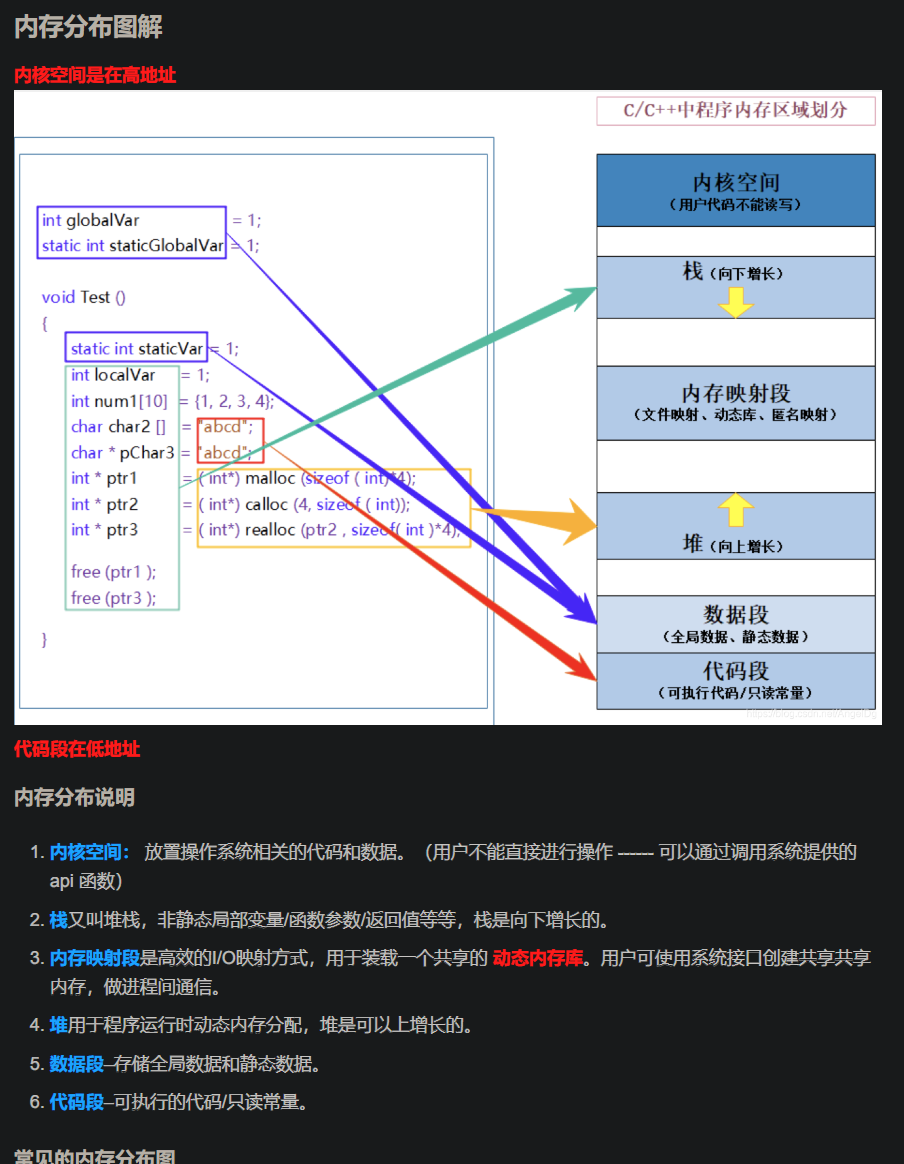 内存分布图解
内核空间是在高地址
C/C++中程序内存区域划分
int globalVar = 1;
static int staticGlobalVar = 1;
void Test ()
{
static int staticVar = 1;
int localVar = 1;
int num1[10] = {1, 2, 3, 4};
char char2 [] = "abcd";
char * pChar3 = "abcd";
int * ptr1 = ( int*) malloc (sizeof ( int)*4);
int * ptr2 = ( int*) calloc (4, sizeof ( int));
int * ptr3 = ( int*) realloc (ptr2 , sizeof( int )*4);
free (ptr1 );
free (ptr3 );
}
内核空间
（用户代码不能读写）
栈（向下增长）
内存映射段
（文件映射、动态库、匿名映射）
堆（向上增长）
数据段
（全局数据、静态数据）
代码段
（可执行代码/只读常量）
代码段在低地址
内存分布说明
1. 内核空间： 放置操作系统相关的代码和数据。（用户不能直接进行操作 ------ 可以通过调用系统提供的
api 函数）
2. 栈又叫堆栈，非静态局部变量/函数参数/返回值等等，栈是向下增长的。
3. 内存映射段是高效的I/O映射方式，用于装载一个共享的 动态内存库。用户可使用系统接口创建共享共享
内存，做进程间通信。
4. 堆用于程序运行时动态内存分配，堆是可以上增长的。
5. 数据段–存储全局数据和静态数据。
6. 代码段–可执行的代码/只读常量。
常见的内存分布图